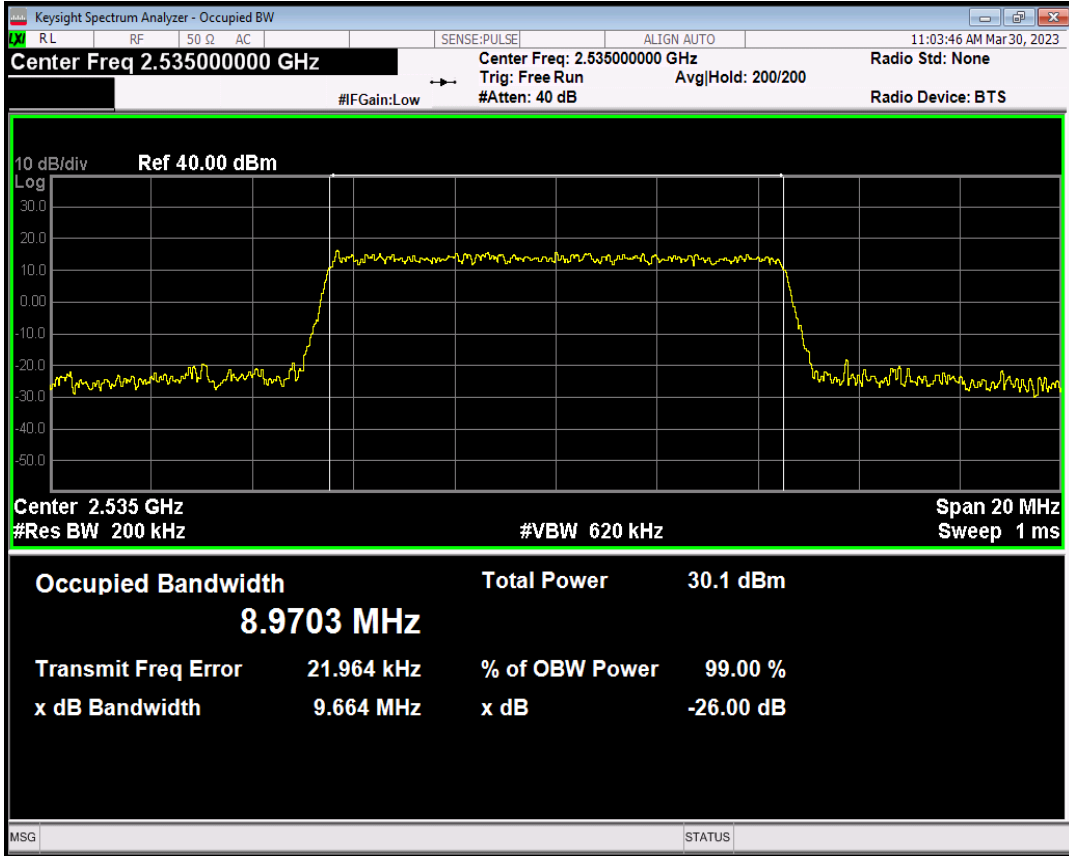 Keysight Spectrum Analyzer - Occupied BW
LXI RL RF 50 Ω AC SENSE:PULSE ALIGN AUTO 11:03:46 AM Mar 30, 2023
Center Freq 2.535000000 GHz Center Freq: 2.535000000 GHz Radio Std: None
Trig: Free Run Avg|Hold: 200/200
#IFGain:Low #Atten: 40 dB Radio Device: BTS
10 dB/div Ref 40.00 dBm
Log
30.0
20.0
10.0
0.00
-10.0
-20.0
-30.0
-40.0
-50.0
Center 2.535 GHz Span 20 MHz
#Res BW 200 kHz #VBW 620 kHz Sweep 1 ms
Occupied Bandwidth Total Power 30.1 dBm
8.9703 MHz
Transmit Freq Error 21.964 kHz % of OBW Power 99.00 %
x dB Bandwidth 9.664 MHz x dB -26.00 dB
MSG STATUS